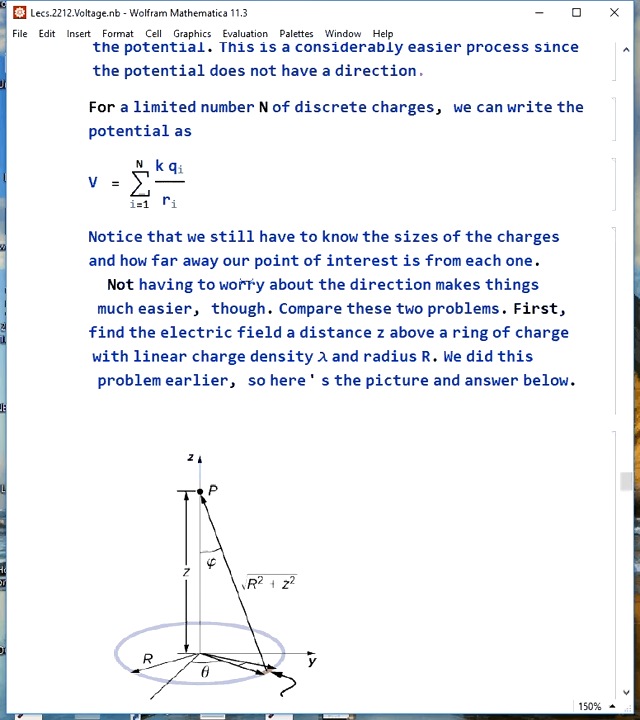 Lecs.2212.Voltage.nb - Wolfram Mathematica 11.3
File Edit Insert Format Cell Graphics Evaluation Palettes Window Help
the potential. This is a considerably easier process since
the potential does not have a direction.
For a limited number N of discrete charges, we can write the
potential as
V = ∑ i=1 N k qi / ri
Notice that we still have to know the sizes of the charges
and how far away our point of interest is from each one.
Not having to worry about the direction makes things
much easier, though. Compare these two problems. First,
find the electric field a distance z above a ring of charge
with linear charge density λ and radius R. We did this
problem earlier, so here's the picture and answer below.
z
P
φ
z
√R² + z²
R
θ
y
150%